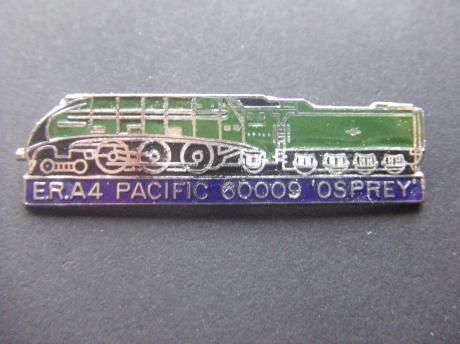 E.R.A4 PACIFIC 60009 'OSPREY'